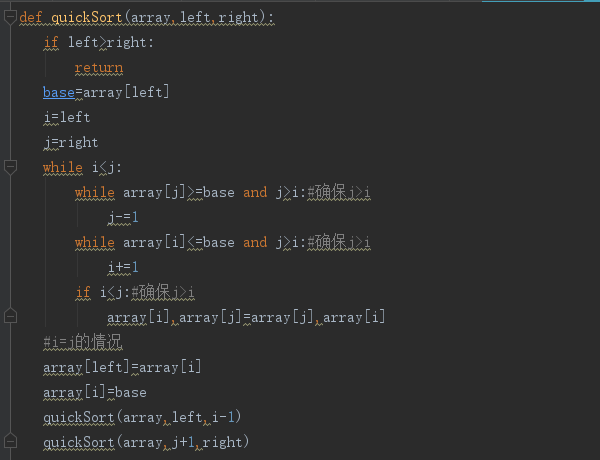 def quickSort(array,left,right):
    if left>right:
        return
    base=array[left]
    i=left
    j=right
    while i<j:
        while array[j]>=base and j>i:#确保j>i
            j-=1
        while array[i]<=base and j>i:#确保j>i
            i+=1
        if i<j:#确保j>i
            array[i],array[j]=array[j],array[i]
    #i=j的情况
    array[left]=array[i]
    array[i]=base
    quickSort(array,left,i-1)
    quickSort(array,j+1,right)